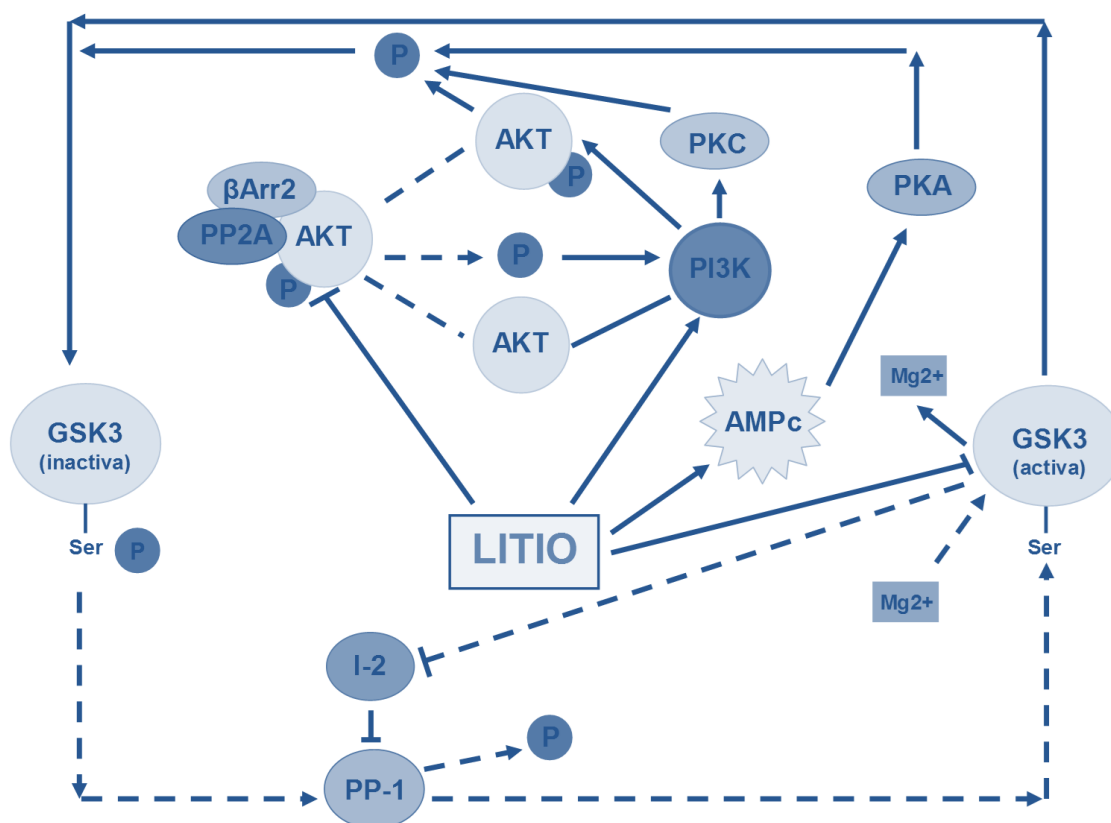 P
AKT
P
PKC
PKA
βArr2
PP2A
AKT
P
P
PI3K
AKT
Mg2+
AMPc
GSK3
(inactiva)
GSK3
(activa)
Ser
P
LITIO
Ser
Mg2+
I-2
P
PP-1